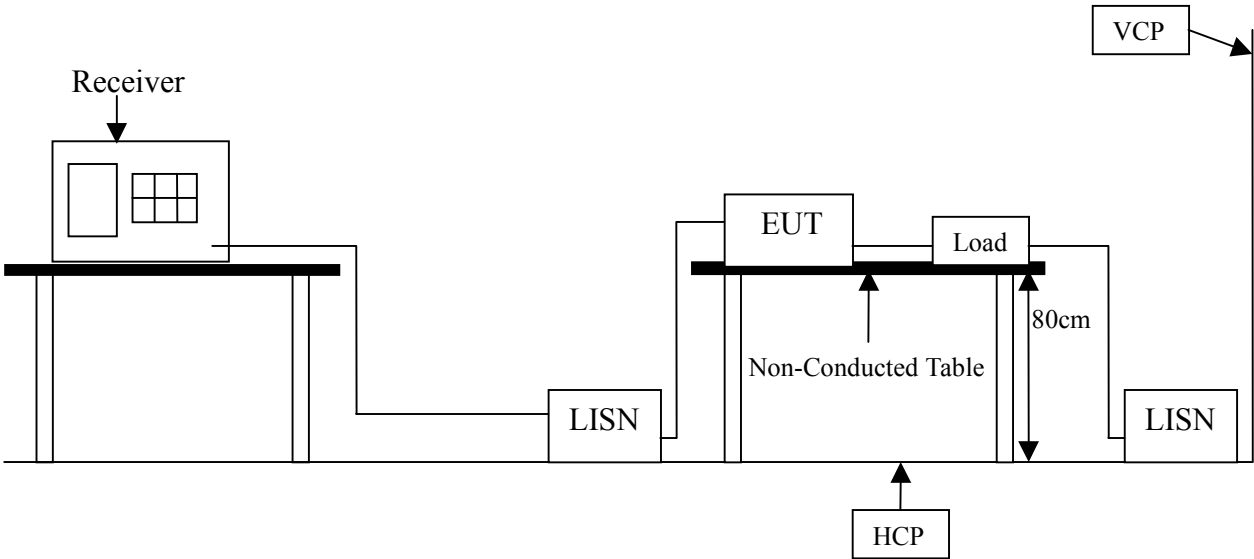 VCP
Receiver
EUT
Load
80cm
Non-Conducted Table
LISN
LISN
HCP